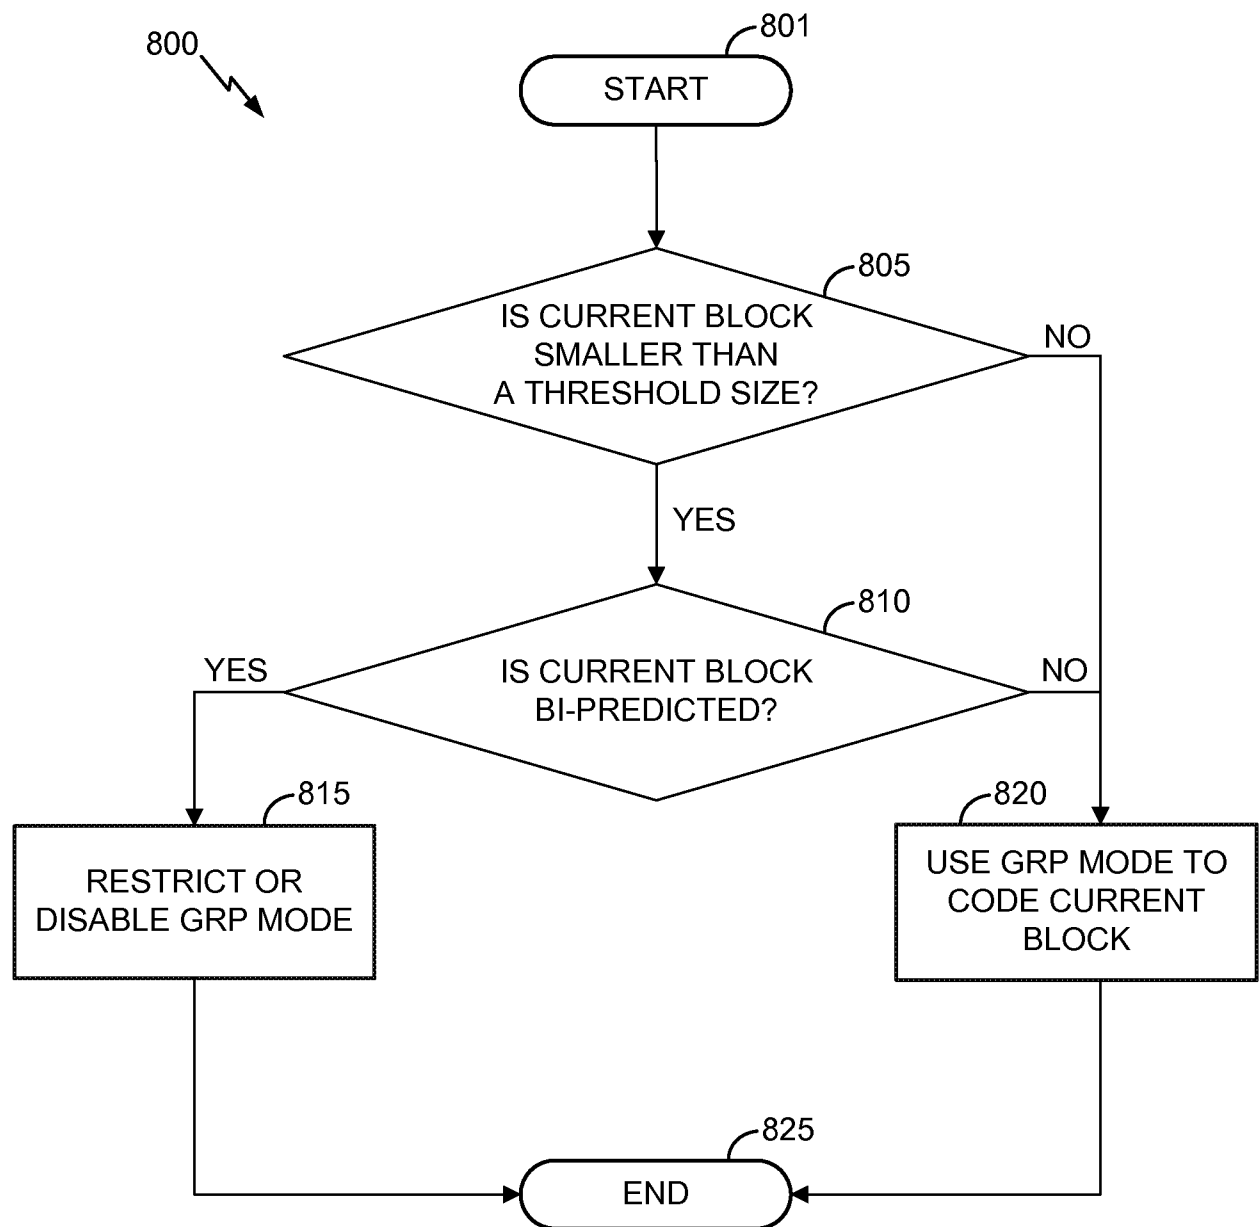 801
800
START
805
IS CURRENT BLOCK
SMALLER THAN
A THRESHOLD SIZE?
NO
YES
810
YES
IS CURRENT BLOCK
BI-PREDICTED?
NO
815
RESTRICT OR
DISABLE GRP MODE
820
USE GRP MODE TO
CODE CURRENT
BLOCK
825
END